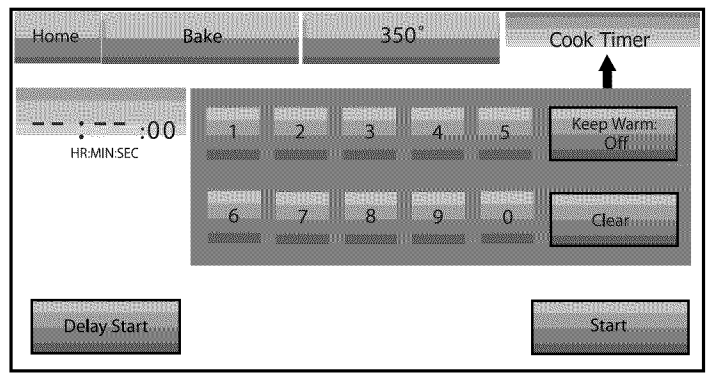 Home Bake 350° Cook Timer
-- : -- :00
HR:MIN:SEC
1 2 3 4 5 Keep Warm:
Off
6 7 8 9 0 Clear
Delay Start Start